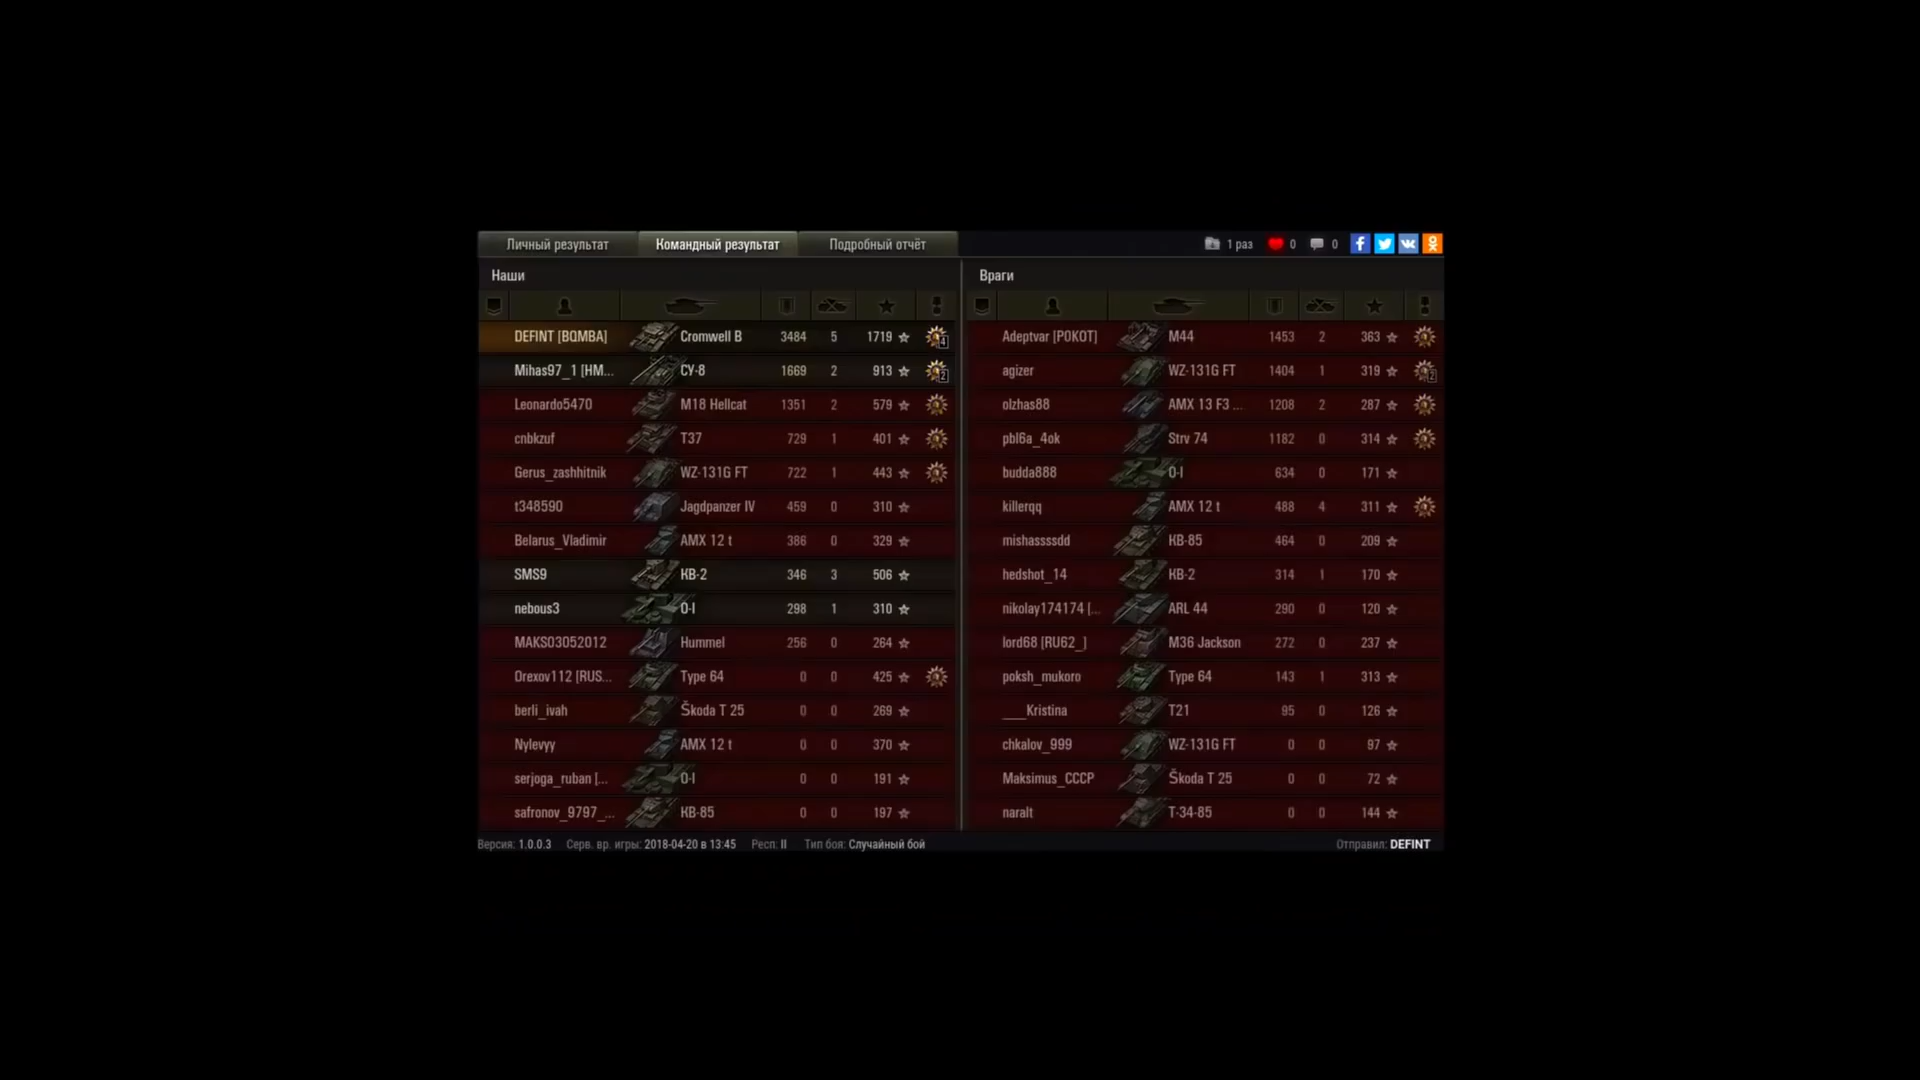 Личный результат Командный результат Подробный отчёт 1 раз 0 0
Наши Враги
DEFINT [BQMBA] Cromwell B 3484 5 1719 4 Adeptvar [P0KOT] M44 1453 2 363
Mihas97_1 [HM... СУ-8 1669 2 913 2 agizer WZ-131G FT 1404 1 319 2
Leonardo5470 M18 Hellcat 1351 2 579 olzhas88 AMX 13 F3 ... 1208 2 287
cnbkzuf T37 729 1 401 pbl6a_4ok Strv 74 1182 0 314
Gerus_zashhitnik WZ-131G FT 722 1 443 budda888 O-I 634 0 171
t348590 Jagdpanzer IV 459 0 310 killerqq AMX 12 t 488 4 311
Belarus_Vladimir AMX 12 t 386 0 329 mishassssdd КВ-85 464 0 209
SMS9 КВ-2 346 3 506 hedshot_14 КВ-2 314 1 170
nebous3 O-I 298 1 310 nikolay174174 [... ARL 44 290 0 120
MAKS03052012 Hummel 256 0 264 lord68 [RU62_] M36 Jackson 272 0 237
Orexov112 [RUS... Type 64 0 0 425 poksh_mukoro Type 64 143 1 313
berli_ivah Škoda T 25 0 0 269 ___Kristina T21 95 0 126
Nylevyy AMX 12 t 0 0 370 chkalov_999 WZ-131G FT 0 0 97
serjoga_ruban [... O-I 0 0 191 Maksimus_CCCP Škoda T 25 0 0 72
safronov_9797_... КВ-85 0 0 197 naralt Т-34-85 0 0 144
Версия: 1.0.0.3 Серв. вр. игры: 2018-04-20 в 13:45 Респ: II Тип боя: Случайный бой Отправил: DEFINT